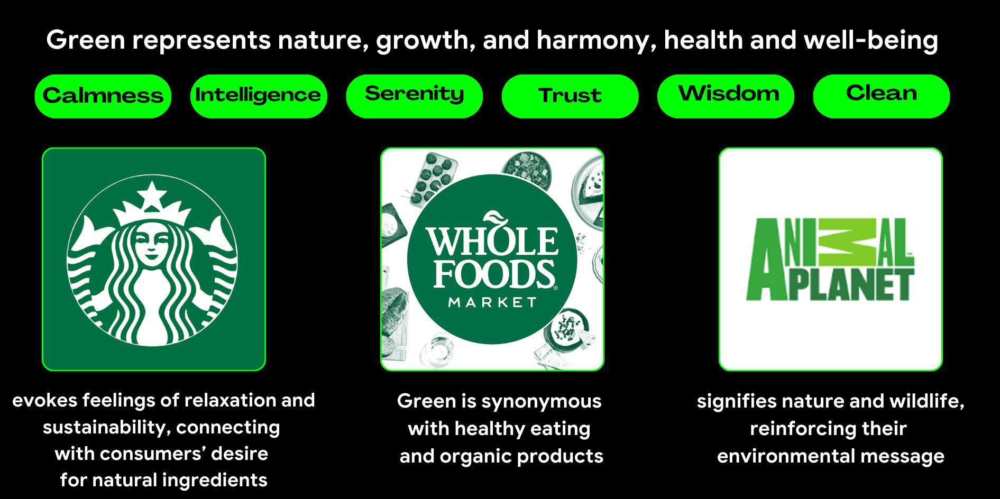 Green represents nature, growth, and harmony, health and well-being
Calmness Intelligence Serenity Trust Wisdom Clean
WHOLE
FOODS®
MARKET
ANIMAL™
PLANET
evokes feelings of relaxation and
sustainability, connecting
with consumers’ desire
for natural ingredients
Green is synonymous
with healthy eating
and organic products
signifies nature and wildlife,
reinforcing their
environmental message